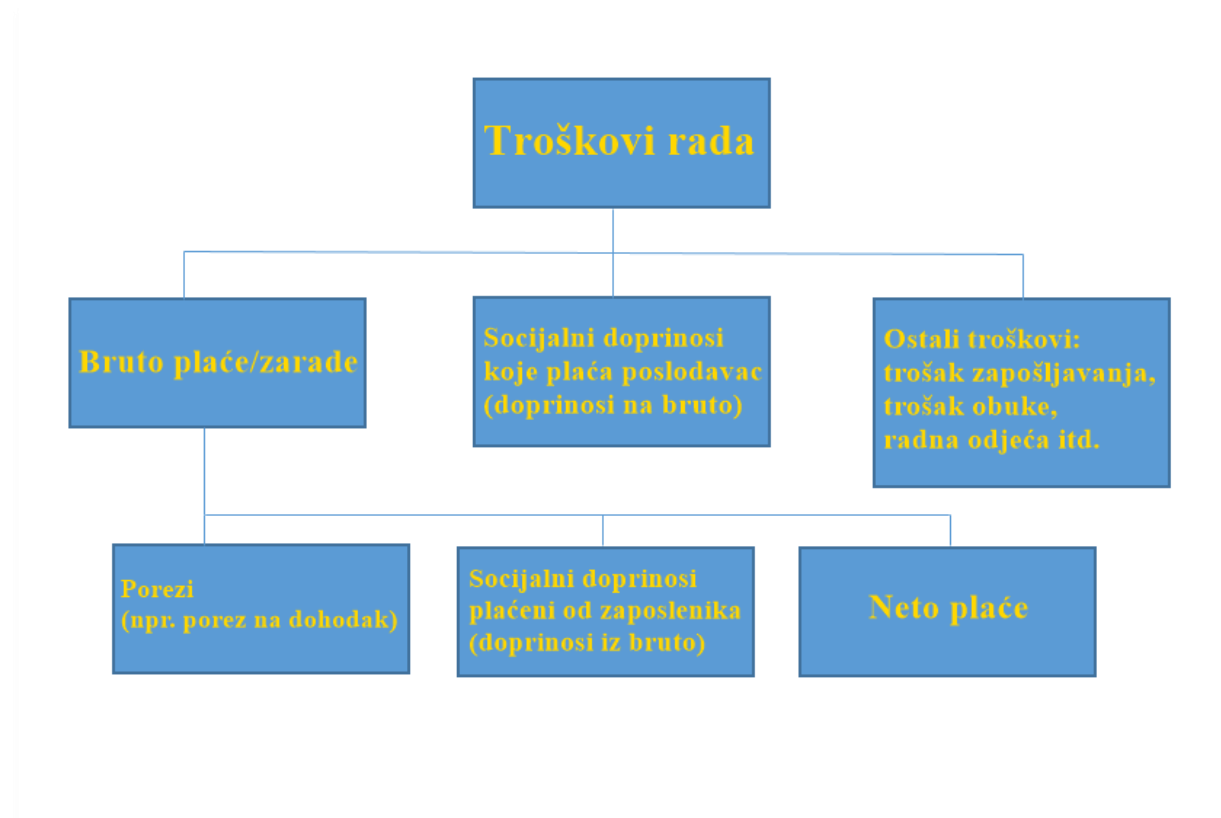 Troškovi rada
Bruto plaće/zarade
Socijalni doprinosi
koje plaća poslodavac
(doprinosi na bruto)
Ostali troškovi:
trošak zapošljavanja,
trošak obuke,
radna odjeća itd.
Porezi
(npr. porez na dohodak)
Socijalni doprinosi
plaćeni od zaposlenika
(doprinosi iz bruto)
Neto plaće